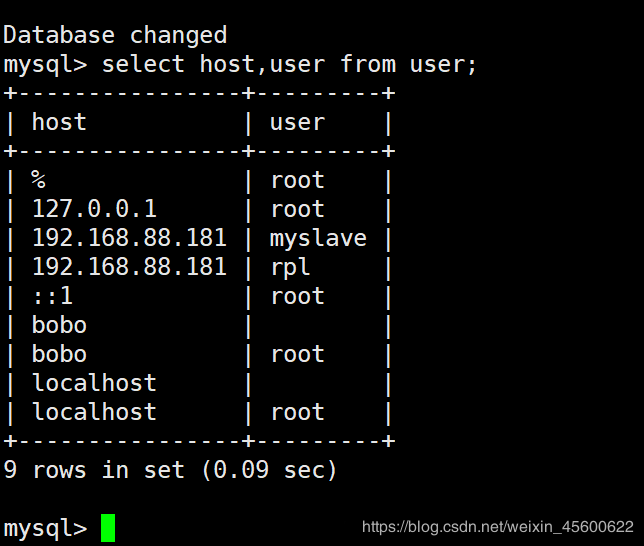 Database changed
mysql> select host,user from user;
+---------------+---------+
| host          | user    |
+---------------+---------+
| %             | root    |
| 127.0.0.1     | root    |
| 192.168.88.181 | myslave |
| 192.168.88.181 | rpl     |
| ::1           | root    |
| bobo          |         |
| bobo          | root    |
| localhost     |         |
| localhost     | root    |
+---------------+---------+
9 rows in set (0.09 sec)
mysql>
https://blog.csdn.net/weixin_45600622